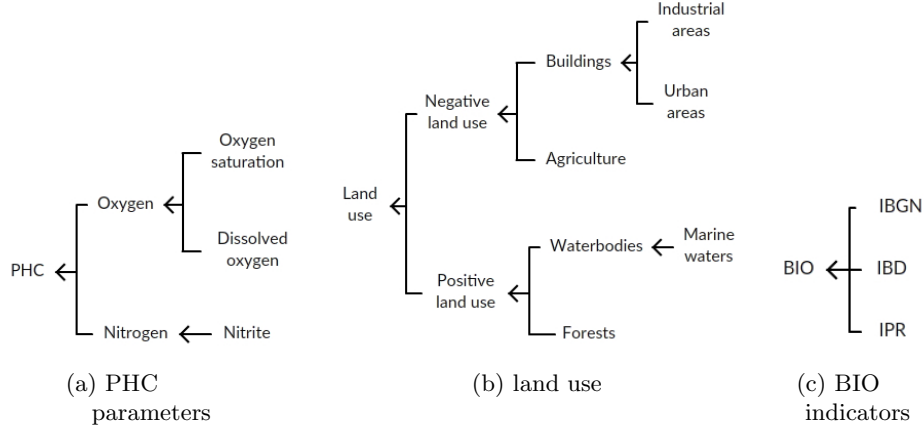 Oxygen
saturation
Oxygen
Dissolved
oxygen
PHC
Nitrogen
Nitrite
(a) PHC
parameters
Industrial
areas
Buildings
Urban
areas
Negative
land use
Agriculture
Land
use
Waterbodies
Marine
waters
Positive
land use
Forests
(b) land use
IBGN
BIO
IBD
IPR
(c) BIO
indicators